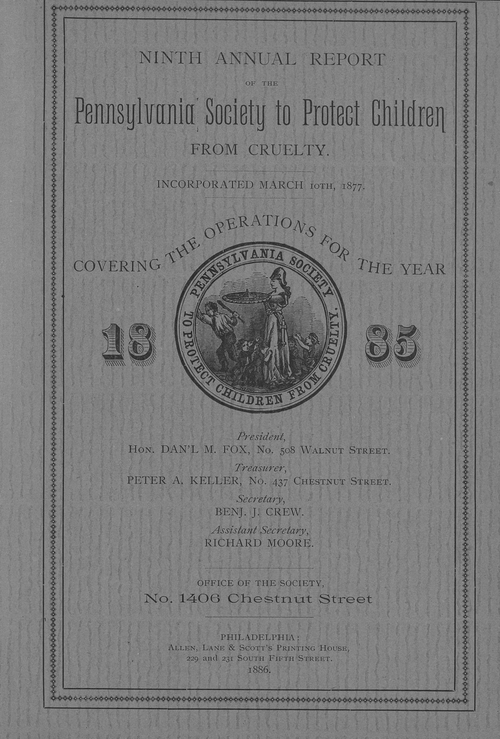 NINTH ANNUAL REPORT
OF THE
Pennsylvania Society to Protect Children
FROM CRUELTY.
INCORPORATED MARCH 10TH, 1877.
COVERING THE OPERATIONS FOR THE YEAR
PENNSYLVANIA SOCIETY
TO PROTECT CHILDREN FROM CRUELTY.
1885
President,
HON. DAN'L M. FOX, No. 508 WALNUT STREET.
Treasurer,
PETER A. KELLER, No. 437 CHESTNUT STREET.
Secretary,
BENJ. J. CREW.
Assistant Secretary,
RICHARD MOORE.
OFFICE OF THE SOCIETY,
No. 1406 Chestnut Street
PHILADELPHIA:
ALLEN, LANE & SCOTT'S PRINTING HOUSE,
229 and 231 SOUTH FIFTH STREET.
1886.